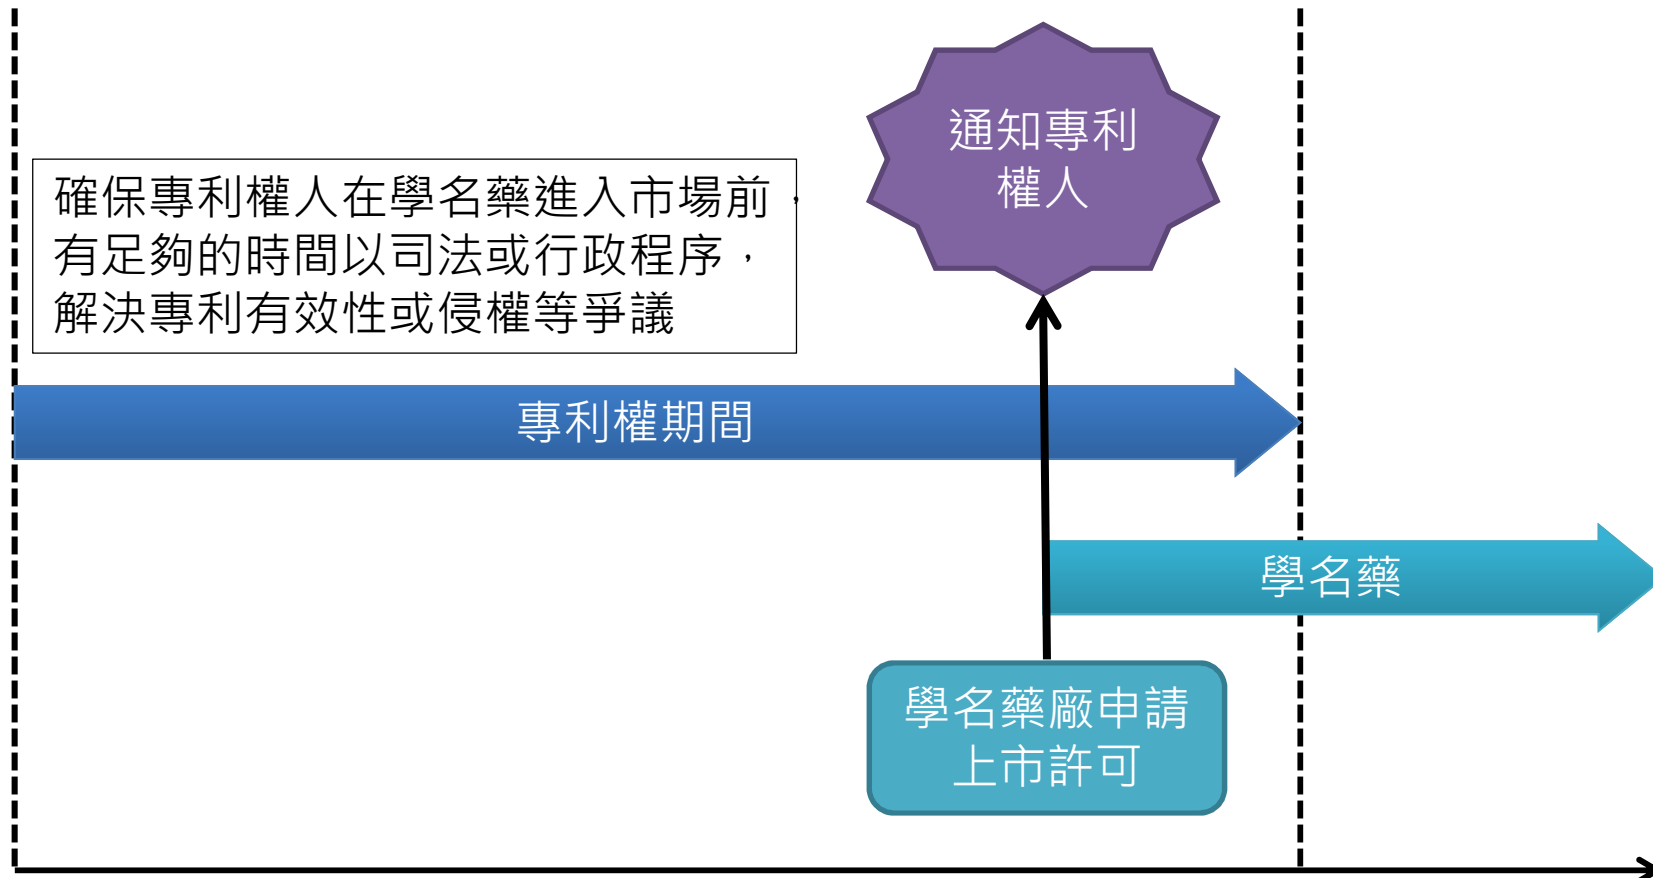 通知專利
權人
確保專利權人在學名藥進入市場前，
有足夠的時間以司法或行政程序，
解決專利有效性或侵權等爭議
專利權期間
學名藥
學名藥廠申請
上市許可